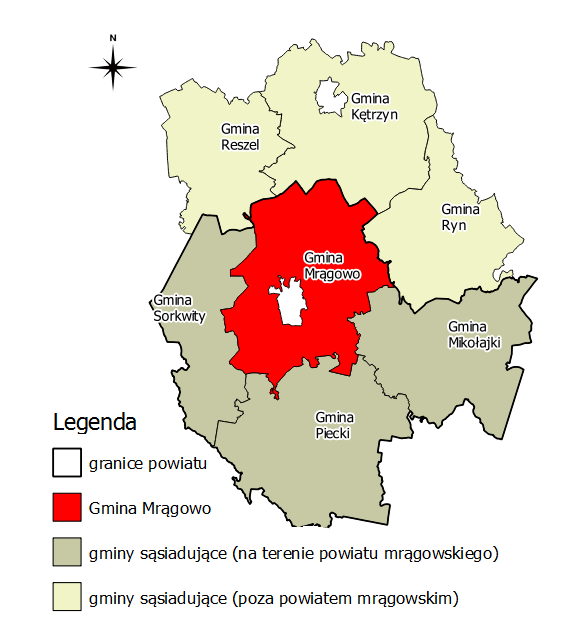 N
Gmina
Kętrzyn
Gmina
Reszel
Gmina
Ryn
Gmina
Mrągowo
Gmina
Sorkwity
Gmina
Mikołajki
Gmina
Piecki
Legenda
granice powiatu
Gmina Mrągowo
gminy sąsiadujące (na terenie powiatu mrągowskiego)
gminy sąsiadujące (poza powiatem mrągowskim)